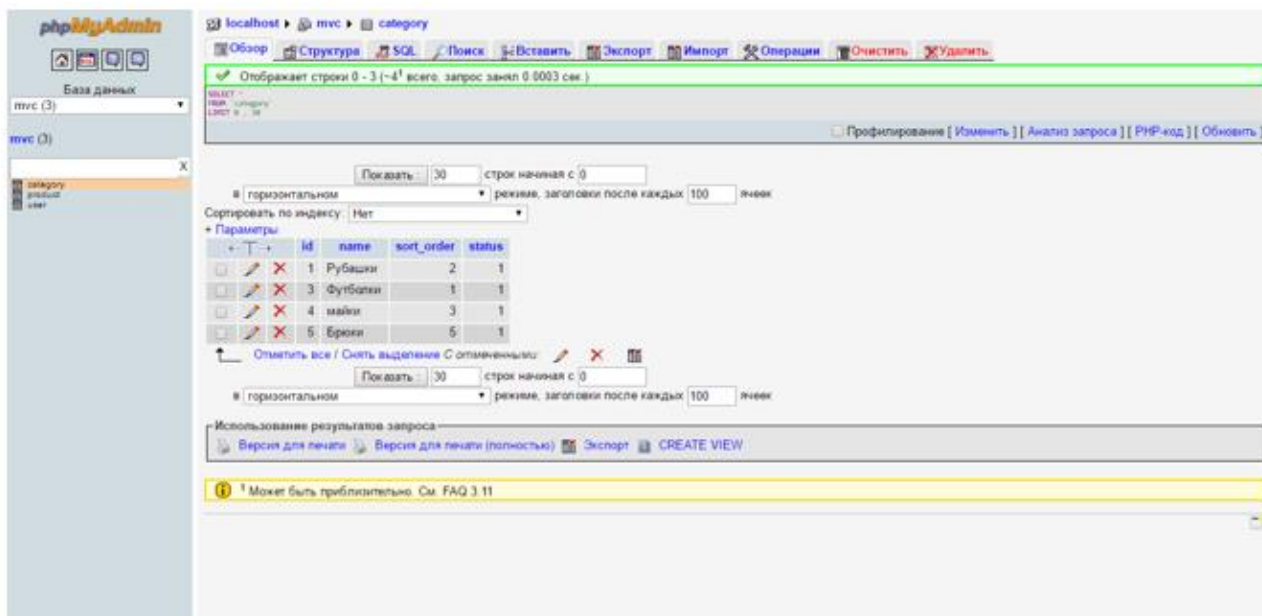 phpMyAdmin
База данных
mvc (3)
mvc (3)
X
category
product
user
localhost ▸ mvc ▸ category
Обзор Структура SQL Поиск Вставить Экспорт Импорт Операции Очистить Удалить
Отображает строки 0 - 3 (~4¹ всего, запрос занял 0.0003 сек.)
SELECT *
FROM `category`
LIMIT 0 , 30
Профилирование [ Изменить ] [ Анализ запроса ] [ PHP-код ] [ Обновить ]
Показать : 30 строк начиная с 0
в горизонтальном режиме, заголовки после каждых 100 ячеек
Сортировать по индексу: Нет
+ Параметры
id name sort_order status
1 Рубашки 2 1
3 Футболки 1 1
4 майки 3 1
5 Брюки 5 1
Отметить все / Снять выделение С отмеченными:
Показать : 30 строк начиная с 0
в горизонтальном режиме, заголовки после каждых 100 ячеек
Использование результатов запроса
Версия для печати Версия для печати (полностью) Экспорт CREATE VIEW
¹ Может быть приблизительно. См. FAQ 3.11